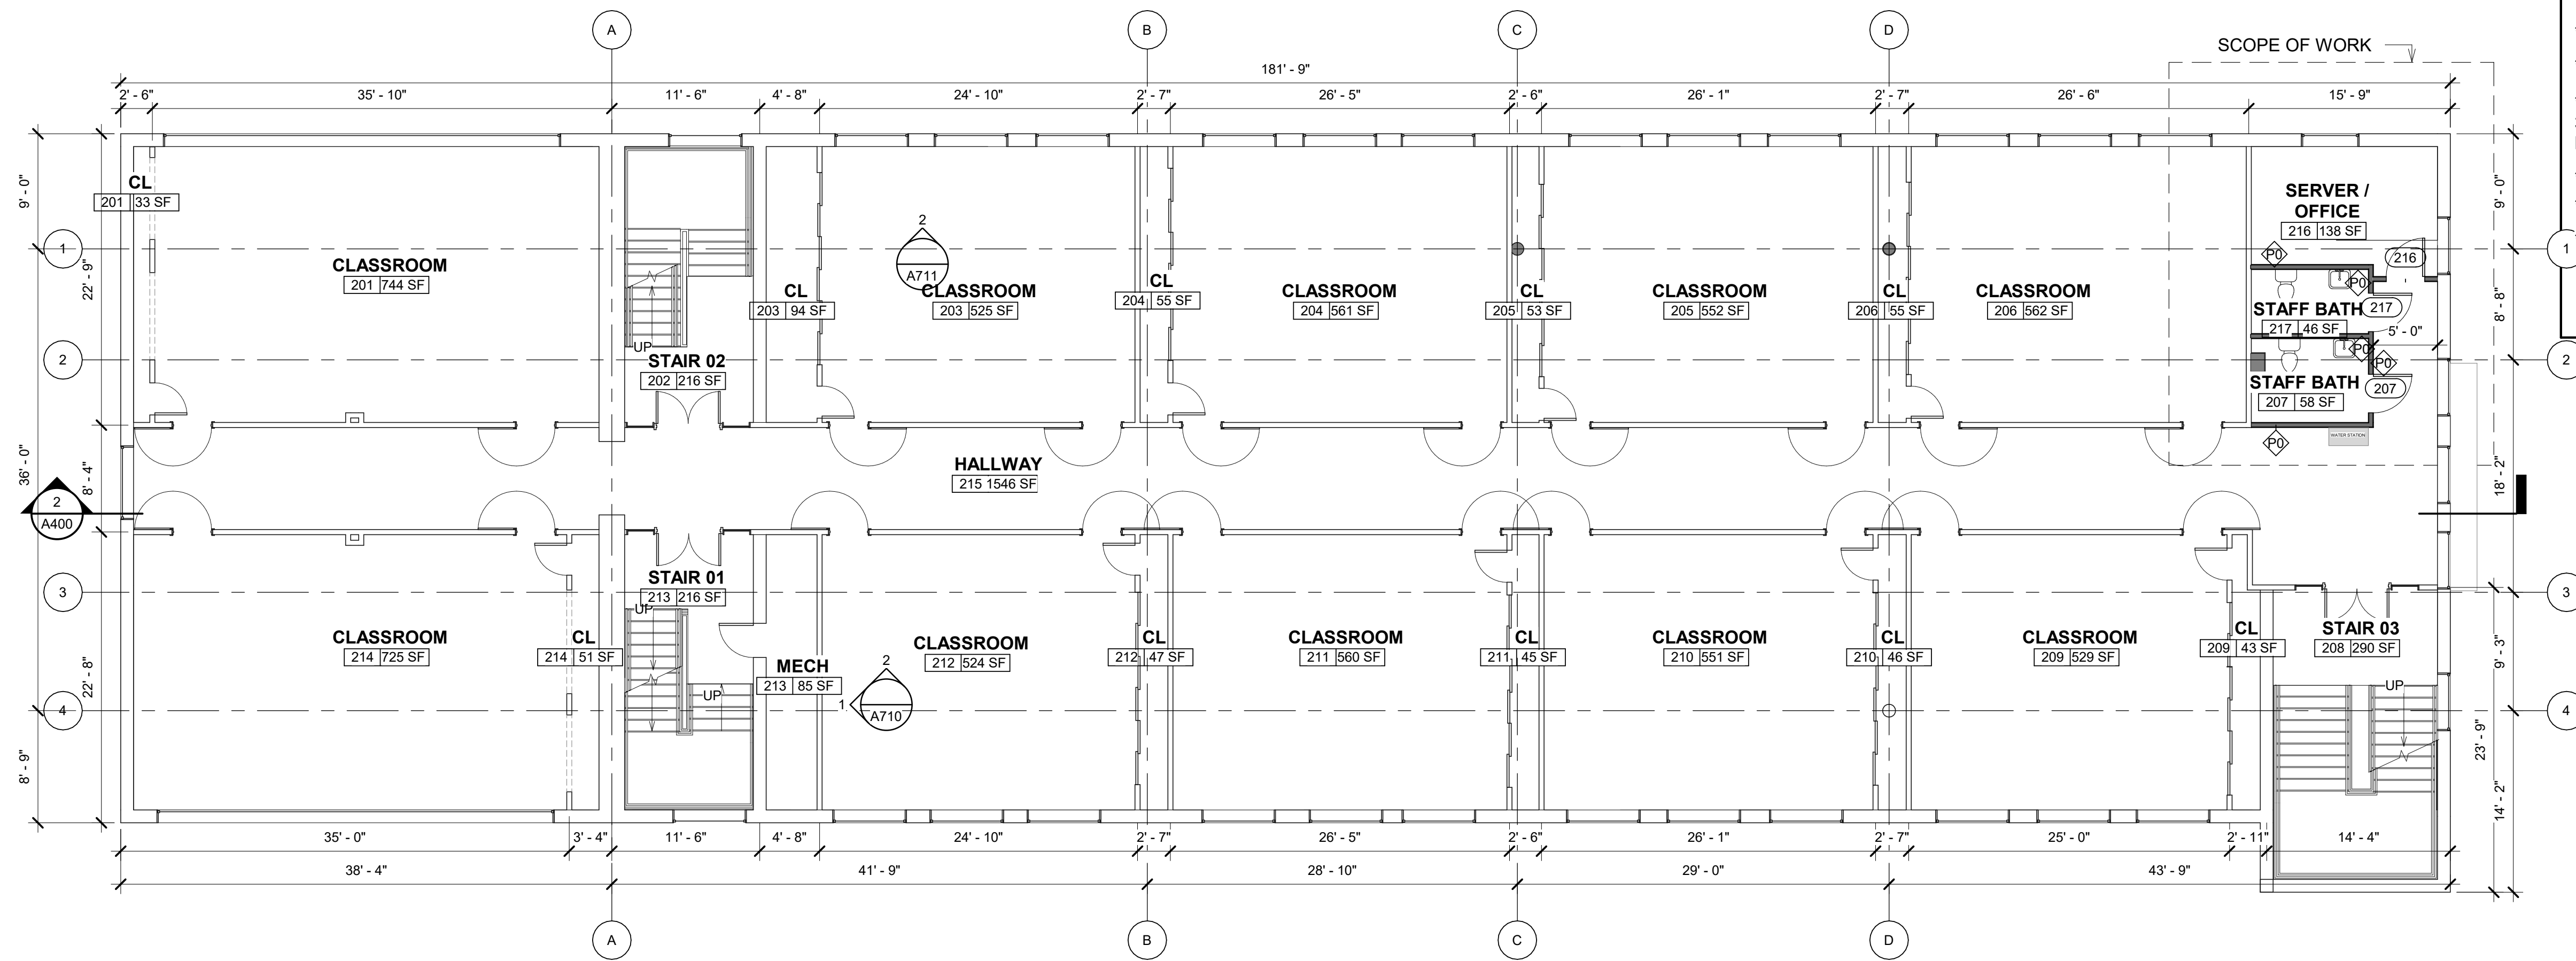 A
B
C
D
SCOPE OF WORK
181' - 9"
2' - 6"
35' - 10"
11' - 6"
4' - 8"
24' - 10"
2' - 7"
26' - 5"
2' - 6"
26' - 1"
2' - 7"
26' - 6"
15' - 9"
9' - 0"
22' - 9"
36' - 0"
8' - 4"
22' - 8"
8' - 9"
1
2
3
4
2
A400
CL
201 33 SF
CLASSROOM
201 744 SF
UP
STAIR 02
202 216 SF
CL
203 94 SF
2
A711
CLASSROOM
203 525 SF
CL
204 55 SF
CLASSROOM
204 561 SF
CL
205 53 SF
CLASSROOM
205 552 SF
CL
206 55 SF
CLASSROOM
206 562 SF
SERVER /
OFFICE
216 138 SF
P0
216
P0
STAFF BATH
217
217 46 SF
5' - 0"
P0
P0
STAFF BATH
207 58 SF
207
WATER STATION
P0
HALLWAY
215 1546 SF
STAIR 01
213 216 SF
UP
CLASSROOM
214 725 SF
CL
214 51 SF
UP
MECH
213 85 SF
CLASSROOM
212 524 SF
2
1
A710
CL
212 47 SF
CLASSROOM
211 560 SF
CL
211 45 SF
CLASSROOM
210 551 SF
CL
210 46 SF
CLASSROOM
209 529 SF
CL
209 43 SF
STAIR 03
208 290 SF
UP
9' - 0"
8' - 8"
18' - 2"
9' - 3"
23' - 9"
14' - 2"
1
2
3
4
35' - 0"
3' - 4"
11' - 6"
4' - 8"
24' - 10"
2' - 7"
26' - 5"
2' - 6"
26' - 1"
2' - 7"
25' - 0"
2' - 11"
14' - 4"
38' - 4"
41' - 9"
28' - 10"
29' - 0"
43' - 9"
A
B
C
D